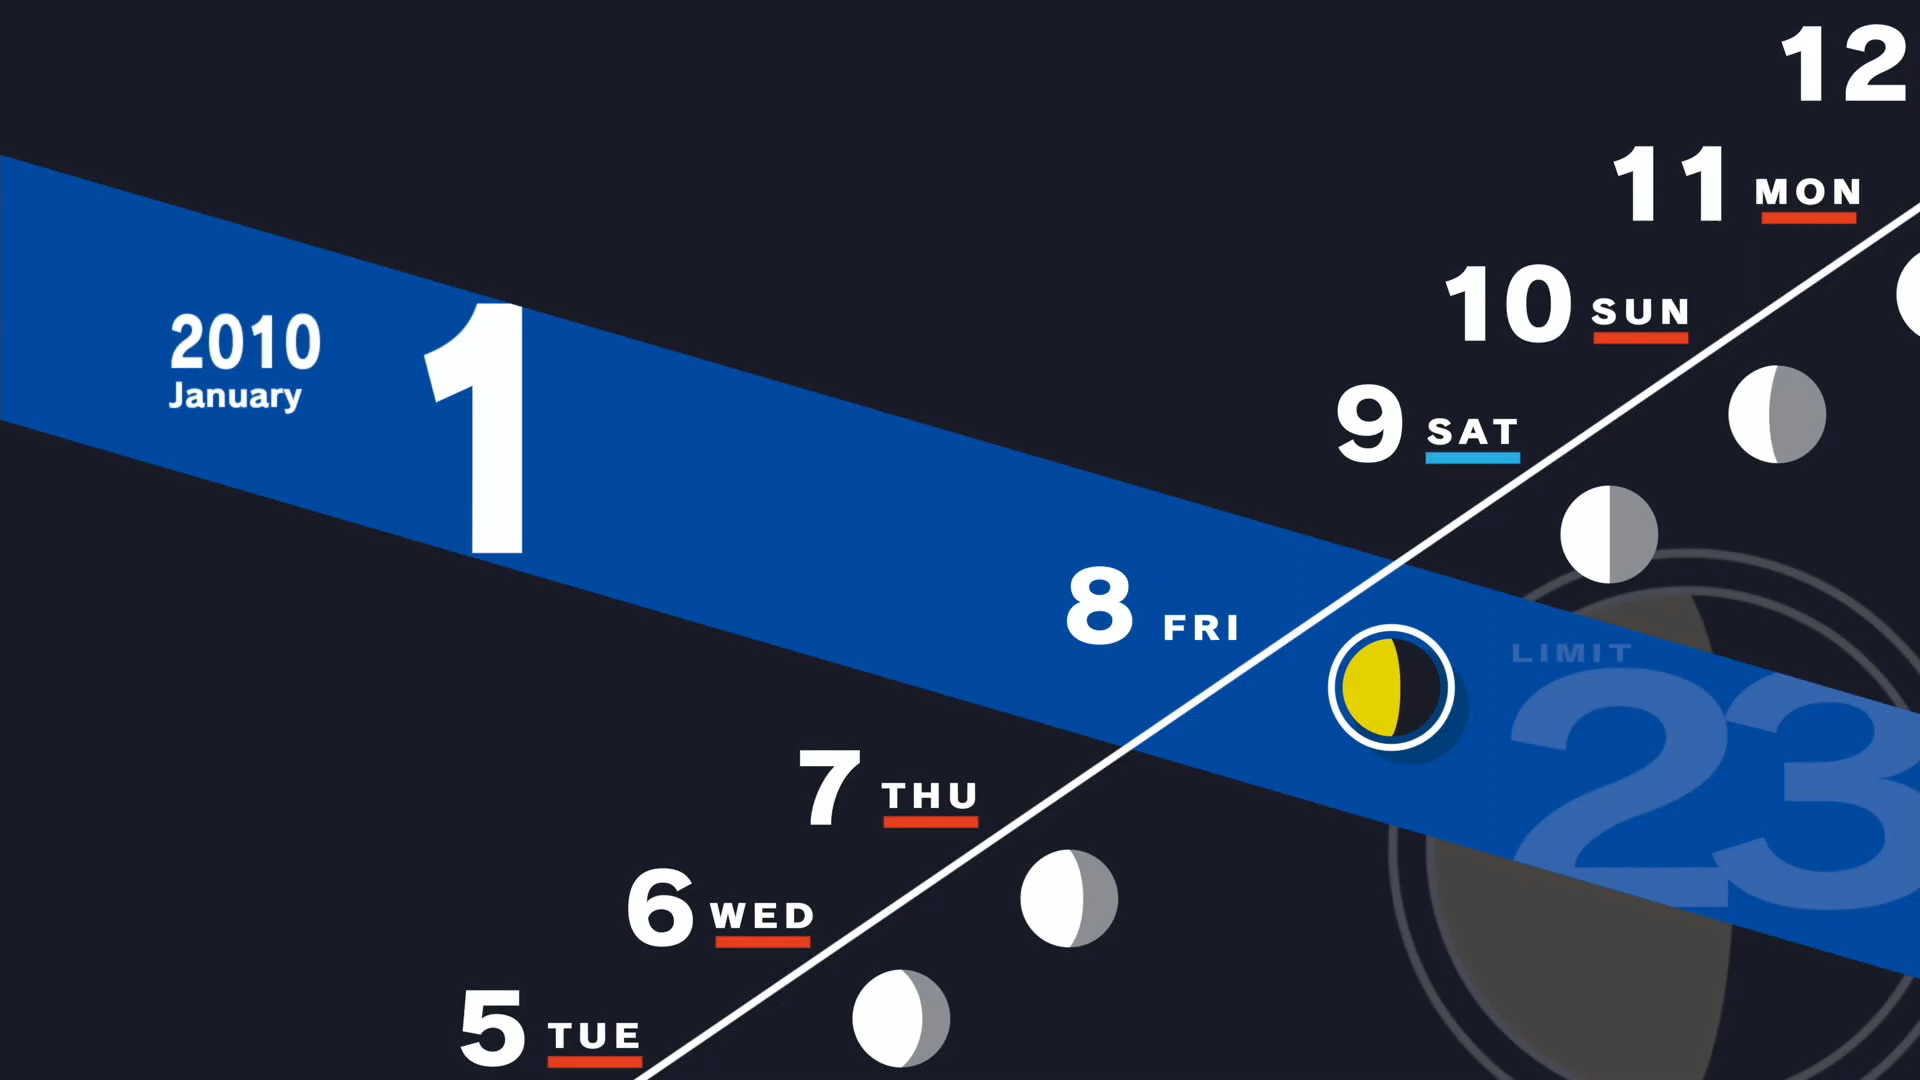 12
11 MON
10 SUN
2010
January
1
9 SAT
8 FRI
LIMIT
23
7 THU
6 WED
5 TUE